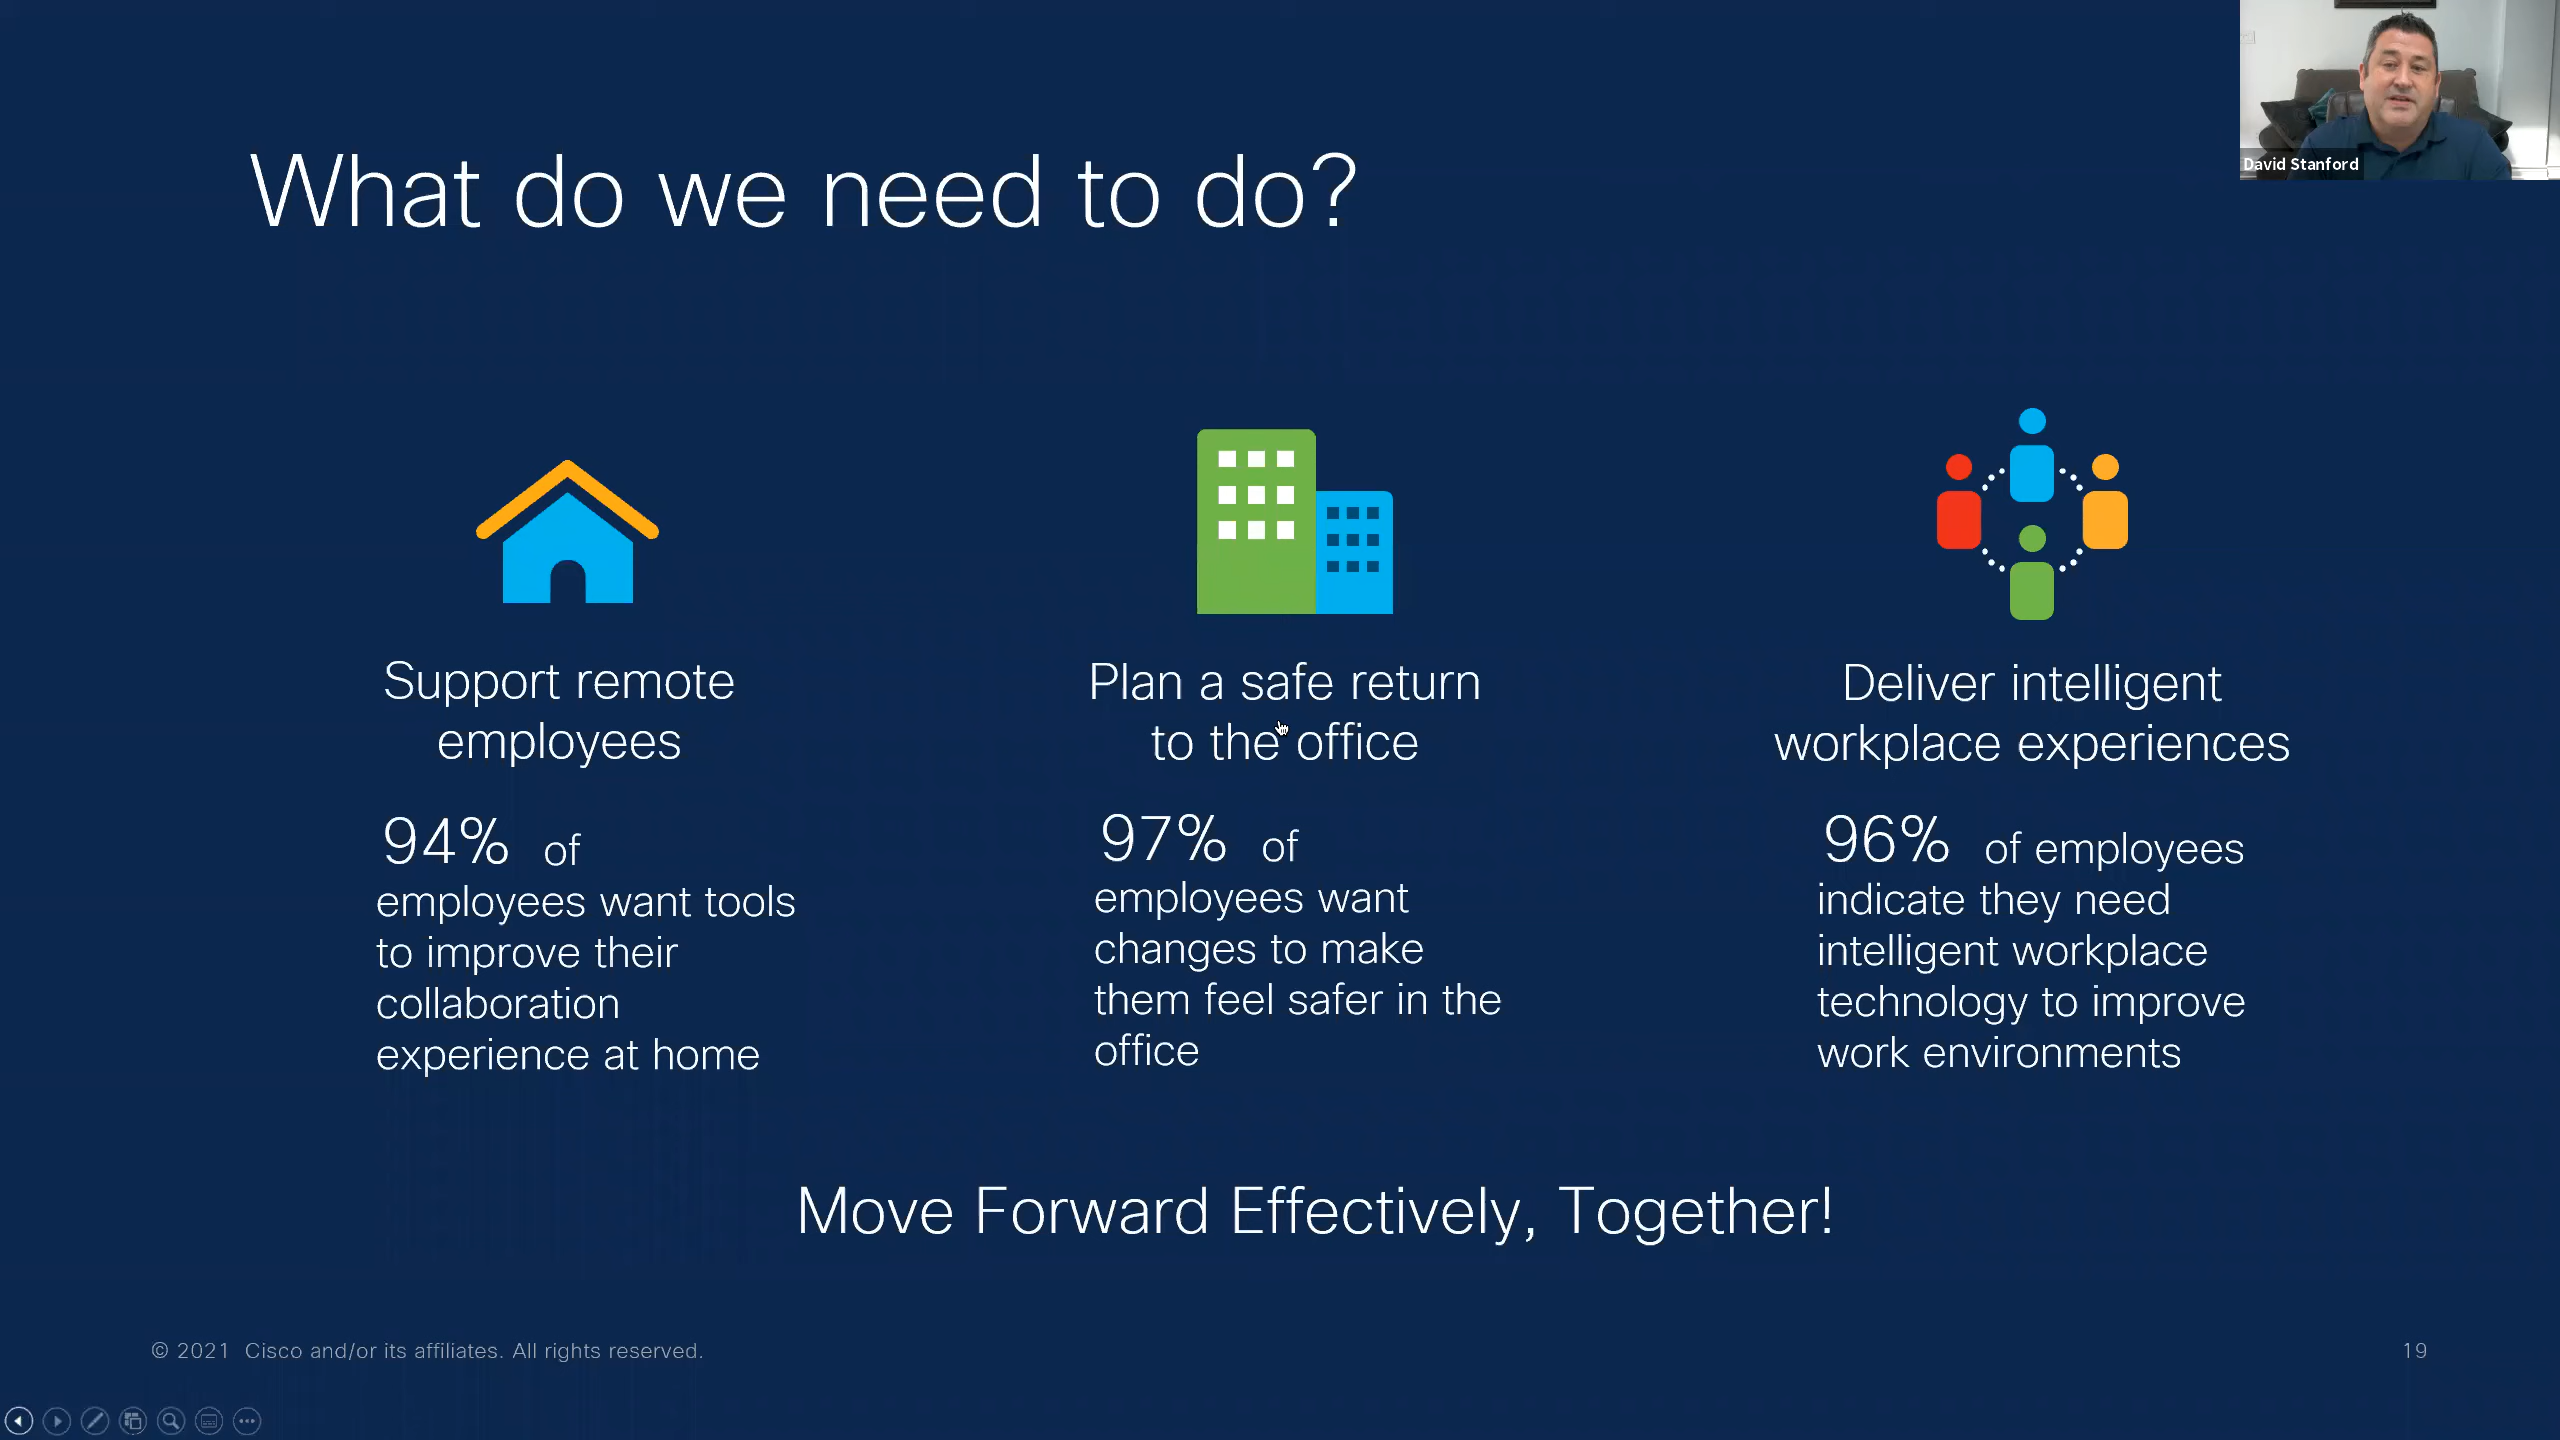 David Stanford
What do we need to do?
Support remote
employees
94% of
employees want tools
to improve their
collaboration
experience at home
Plan a safe return
to the office
97% of
employees want
changes to make
them feel safer in the
office
Deliver intelligent
workplace experiences
96% of employees
indicate they need
intelligent workplace
technology to improve
work environments
Move Forward Effectively, Together!
© 2021 Cisco and/or its affiliates. All rights reserved.
19